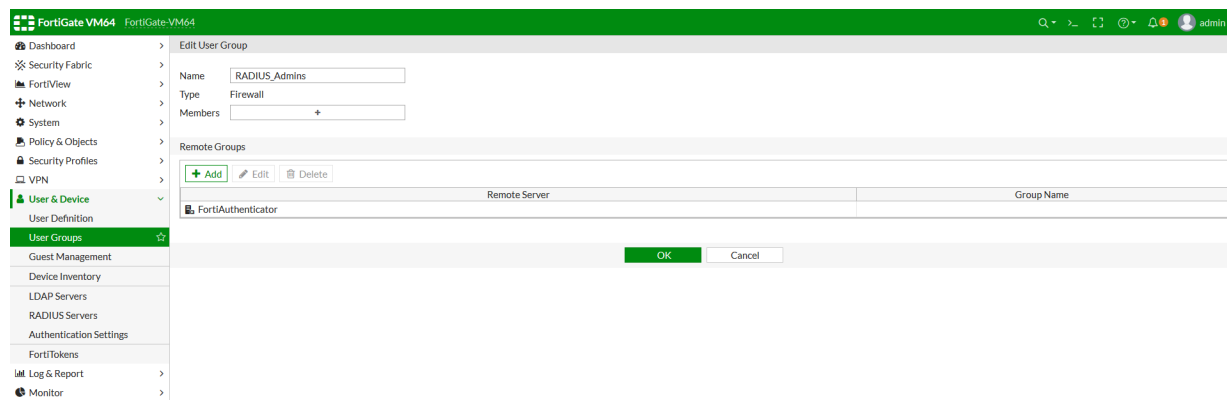 FortiGate VM64 FortiGate-VM64 admin
Dashboard
Security Fabric
FortiView
Network
System
Policy & Objects
Security Profiles
VPN
User & Device
User Definition
User Groups
Guest Management
Device Inventory
LDAP Servers
RADIUS Servers
Authentication Settings
FortiTokens
Log & Report
Monitor
Edit User Group
Name RADIUS_Admins
Type Firewall
Members +
Remote Groups
+ Add Edit Delete
Remote Server Group Name
FortiAuthenticator
OK Cancel